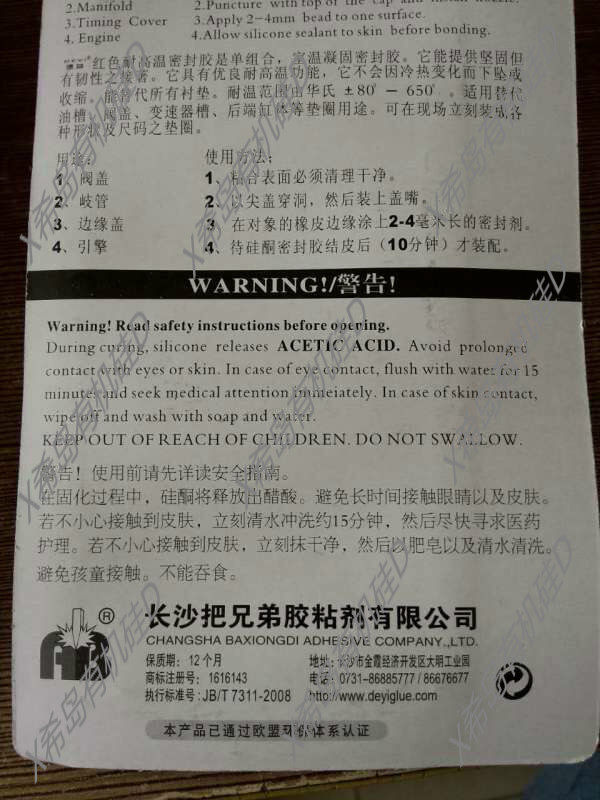 2.Manifold
3.Timing Cover
4. Engine
2.Puncture with top of the cap
3.Apply 2-4mm bead to one surface.
4.Allow silicone sealant to skin before bonding.
红色耐高温密封胶是单组合，室温凝固密封胶。它能提供坚固但
有韧性之接著。它具有优良耐高温功能，它不会因冷热变化而下坠或
收缩。能替代所有衬垫。耐温范围由华氏 ±80° － 650° 。适用替代
油槽、阀盖、变速器槽、后端缸体等垫圈用途。可在现场立刻装成各
种形状及尺码之垫圈。
用途：
1、阀盖
2、岐管
3、边缘盖
4、引擎
使用方法：
1、粘合表面必须清理干净。
2、以尖盖穿洞，然后装上盖嘴。
3、在对象的橡皮边缘涂上2-4毫米长的密封剂。
4、待硅酮密封胶结皮后（10分钟）才装配。
WARNING!/警告!
Warning! Read safety instructions before opening.
During curing, silicone releases ACETIC ACID. Avoid prolonged
contact with eyes or skin. In case of eye contact, flush with water for 15
minutes and seek medical attention immeiately. In case of skin contact,
wipe off and wash with soap and water.
KEEP OUT OF REACH OF CHILDREN. DO NOT SWALLOW.
警告！使用前请先详读安全指南。
在固化过程中，硅酮将释放出醋酸。避免长时间接触眼睛以及皮肤。
若不小心接触到皮肤，立刻清水冲洗约15分钟，然后尽快寻求医药
护理。若不小心接触到皮肤，立刻抹干净，然后以肥皂以及清水清洗。
避免孩童接触。不能吞食。
®
长沙把兄弟胶粘剂有限公司
CHANGSHA BAXIONGDI ADHESIVE COMPANY.,LTD.
保质期：12个月
商标注册号：1616143
执行标准号：JB/T 7311-2008
地址：长沙市金霞经济开发区大明工业园
电话：0731-86885777 / 86676677
http://www.deyiglue.com
本产品已通过欧盟环保体系认证
X希岛有机硅D